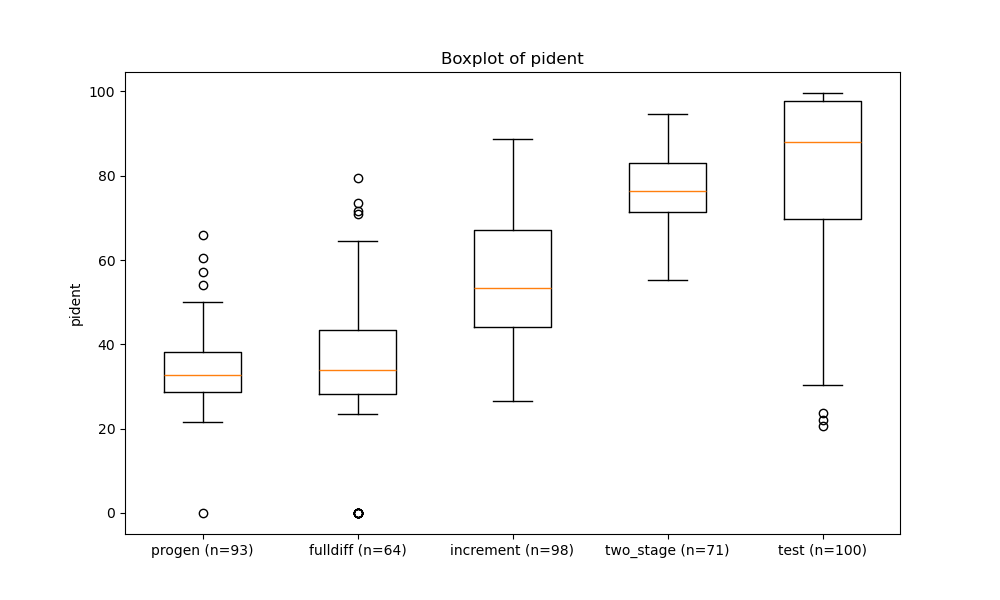 Boxplot of pident
pident
100
80
60
40
20
0
progen (n=93)
fulldiff (n=64)
increment (n=98)
two_stage (n=71)
test (n=100)